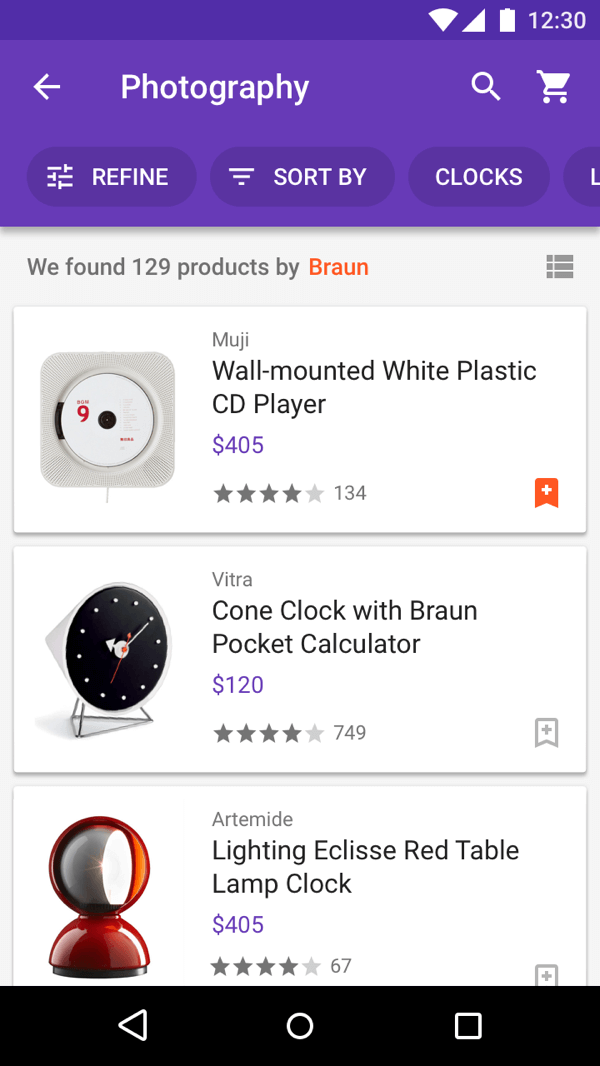 12:30
Photography
REFINE
SORT BY
CLOCKS
L
We found 129 products by Braun
Muji
Wall-mounted White Plastic
CD Player
$405
134
9
Vitra
Cone Clock with Braun
Pocket Calculator
$120
749
Artemide
Lighting Eclisse Red Table
Lamp Clock
$405
67